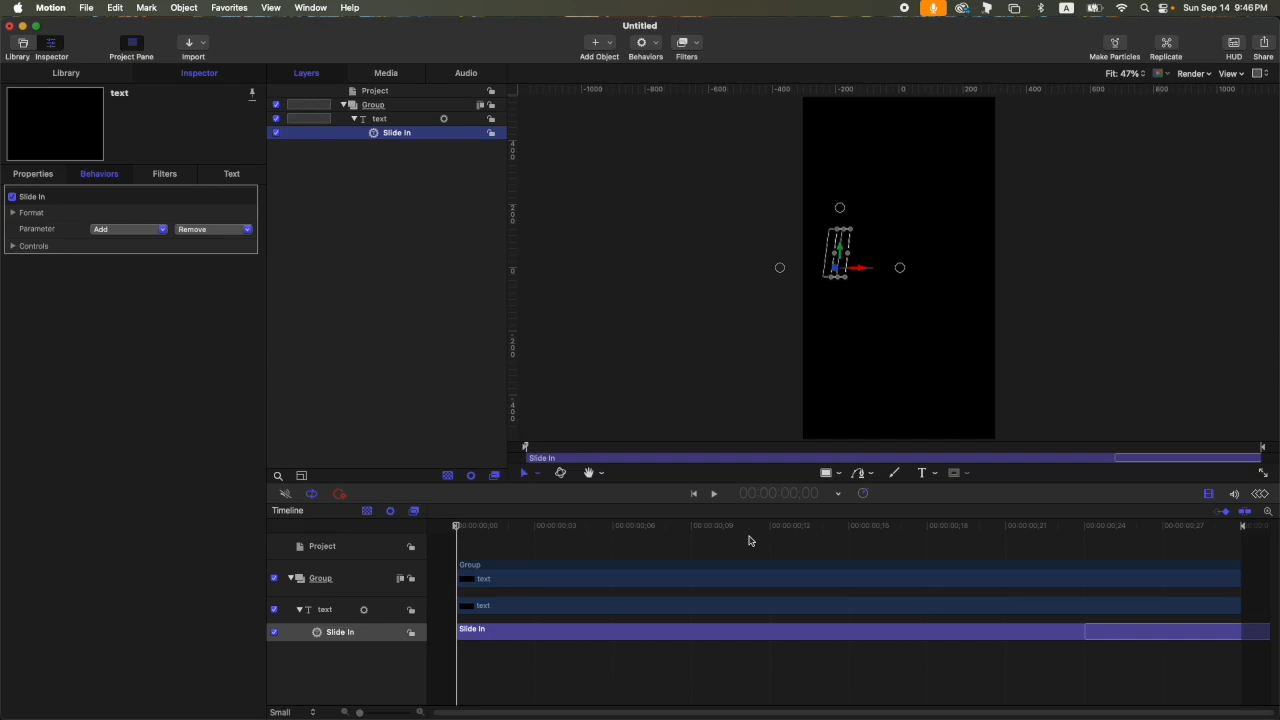 Motion File Edit Mark Object Favorites View Window Help A Sun Sep 14 9:46 PM
Untitled
Library Inspector Project Pane Import Add Object Behaviors Filters Make Particles Replicate HUD Share
Library Inspector Layers Media Audio Fit: 47% Render View
text
Project
Group
T text
Slide In
-1000 -800 -600 -400 -200 0 200 400 600 800 1000
400
200
0
-200
-400
Properties Behaviors Filters Text
Slide In
Format
Parameter Add Remove
Controls
Slide In
T
00:00:00;00
Timeline
00:00:00;00 00:00:00;03 00:00:00;06 00:00:00;09 00:00:00;12 00:00:00;15 00:00:00;18 00:00:00;21 00:00:00;24 00:00:00;27
Project
Group
Group
text
T text
text
Slide In
Slide In
Small